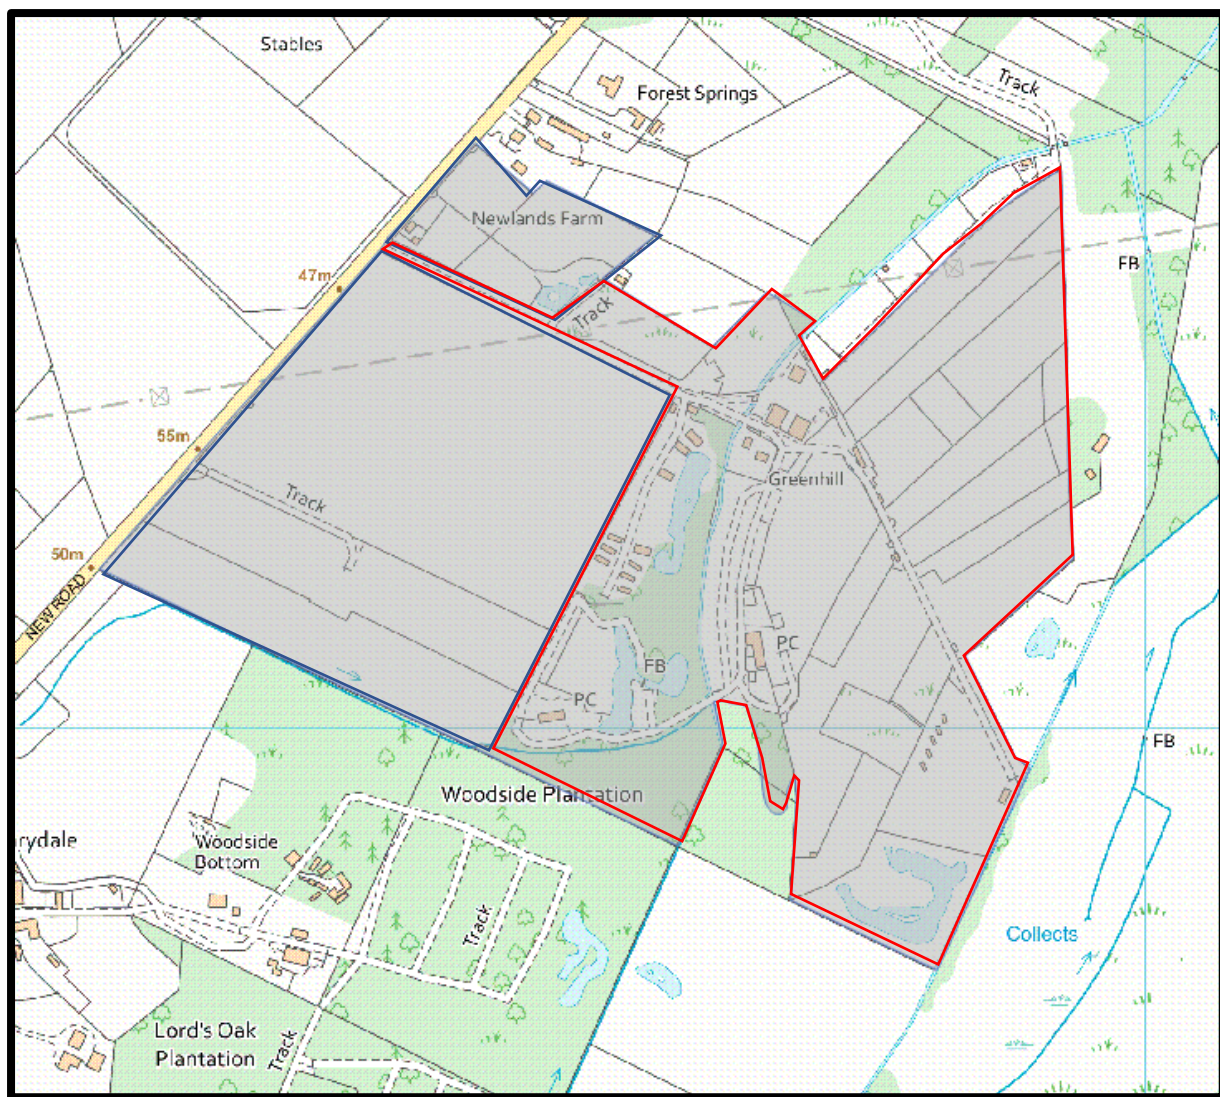 Stables
Forest Springs
Track
Newlands Farm
FB
47m
Track
55m
Greenhill
Track
50m
NEW ROAD
PC
FB
PC
FB
Woodside Plantation
rydale
Woodside
Bottom
Track
Collects
Lord's Oak
Plantation
Track